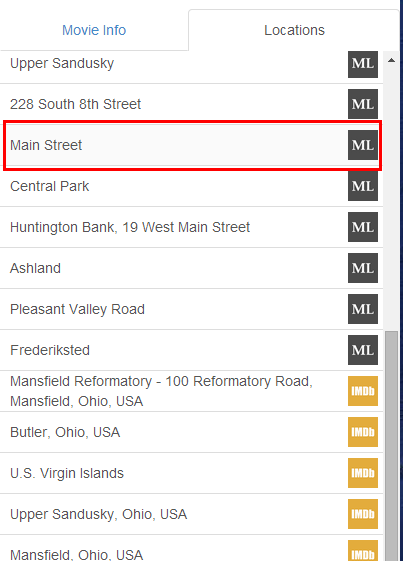 Movie Info
Locations
Upper Sandusky ML
228 South 8th Street ML
Main Street ML
Central Park ML
Huntington Bank, 19 West Main Street ML
Ashland ML
Pleasant Valley Road ML
Frederiksted ML
Mansfield Reformatory - 100 Reformatory Road,
Mansfield, Ohio, USA IMDb
Butler, Ohio, USA IMDb
U.S. Virgin Islands IMDb
Upper Sandusky, Ohio, USA IMDb
Mansfield, Ohio, USA IMDb